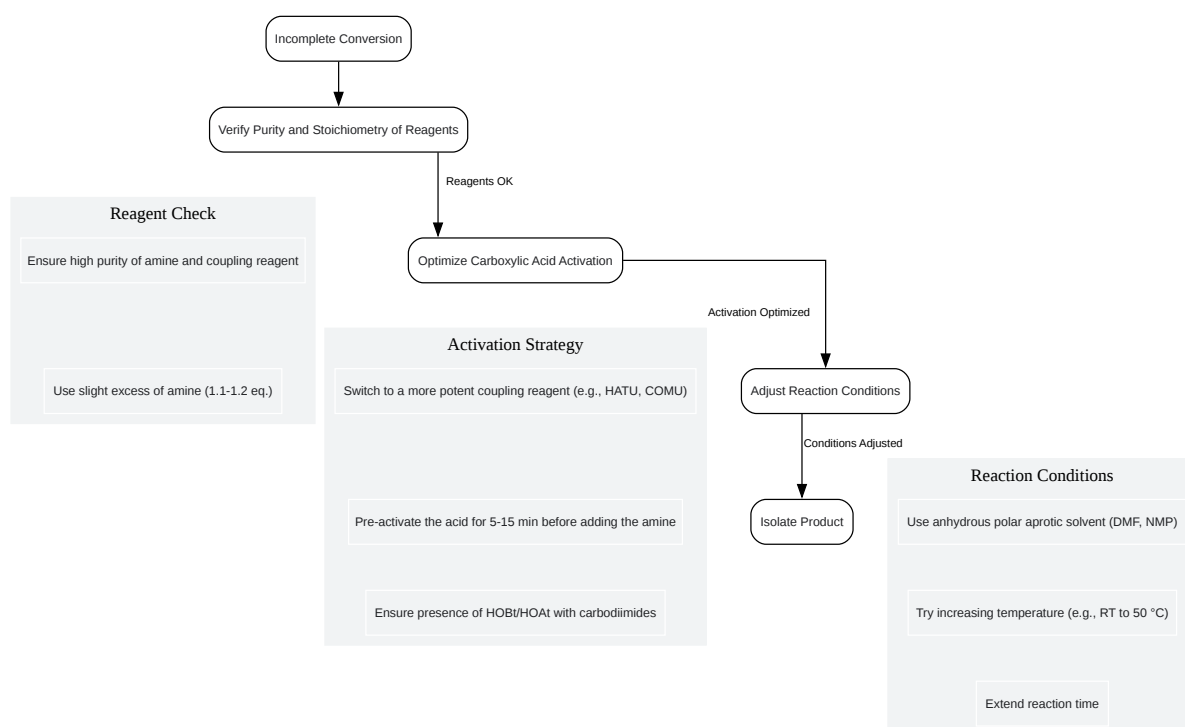 Incomplete Conversion
Verify Purity and Stoichiometry of Reagents
Reagents OK
Reagent Check
Ensure high purity of amine and coupling reagent
Optimize Carboxylic Acid Activation
Activation Optimized
Activation Strategy
Use slight excess of amine (1.1-1.2 eq.)
Switch to a more potent coupling reagent (e.g., HATU, COMU)
Adjust Reaction Conditions
Conditions Adjusted
Reaction Conditions
Pre-activate the acid for 5-15 min before adding the amine
Isolate Product
Use anhydrous polar aprotic solvent (DMF, NMP)
Ensure presence of HOBt/HOAt with carbodiimides
Try increasing temperature (e.g., RT to 50 °C)
Extend reaction time